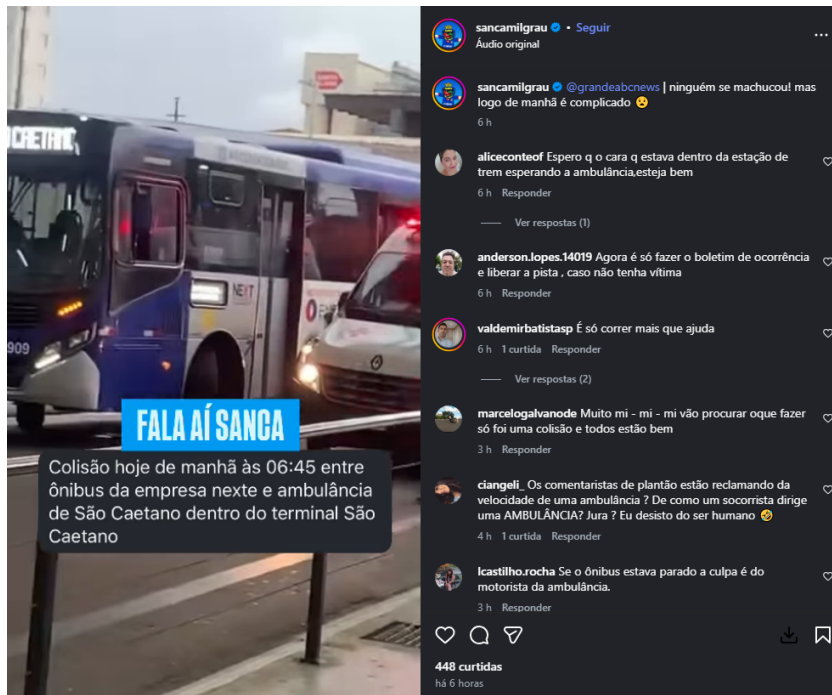 CAETANO
NEXT
909
FALA AÍ SANCA
Colisão hoje de manhã às 06:45 entre
ônibus da empresa nexte e ambulância
de São Caetano dentro do terminal São
Caetano
sancamilgrau • Seguir
Áudio original
sancamilgrau @grandeabcnews | ninguém se machucou! mas
logo de manhã é complicado 😮
6 h
aliceconteof Espero q o cara q estava dentro da estação de
trem esperando a ambulância,esteja bem
6 h Responder
Ver respostas (1)
anderson.lopes.14019 Agora é só fazer o boletim de ocorrência
e liberar a pista , caso não tenha vítima
6 h Responder
valdemirbatistasp É só correr mais que ajuda
6 h 1 curtida Responder
Ver respostas (2)
marcelogalvanode Muito mi - mi - mi vão procurar oque fazer
só foi uma colisão e todos estão bem
3 h Responder
ciangeli_ Os comentaristas de plantão estão reclamando da
velocidade de uma ambulância ? De como um socorrista dirige
uma AMBULÂNCIA? Jura ? Eu desisto do ser humano 🤣
4 h 1 curtida Responder
lcastilho.rocha Se o ônibus estava parado a culpa é do
motorista da ambulância.
3 h Responder
448 curtidas
há 6 horas